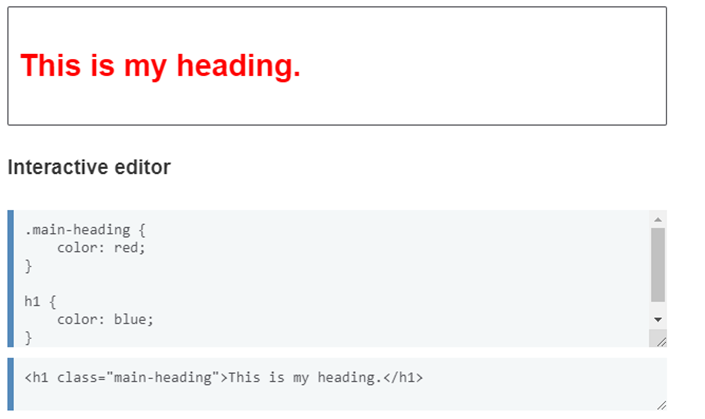 This is my heading.
Interactive editor
.main-heading {
    color: red;
}

h1 {
    color: blue;
}
<h1 class="main-heading">This is my heading.</h1>